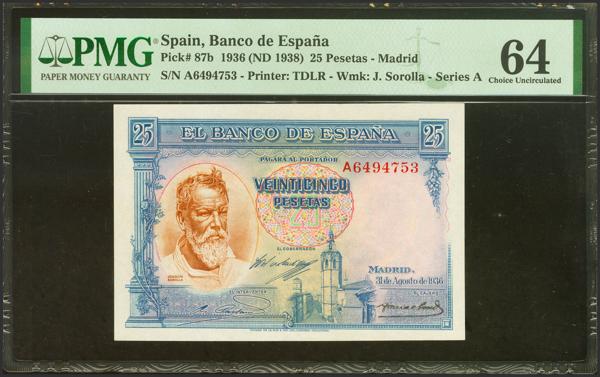 PMG
PAPER MONEY GUARANTY
Spain, Banco de España
Pick# 87b 1936 (ND 1938) 25 Pesetas - Madrid
S/N A6494753 - Printer: TDLR - Wmk: J. Sorolla - Series A
64
Choice Uncirculated
25
25
EL BANCO DE ESPAÑA
PAGARÁ AL PORTADOR
A6494753
VEINTICINCO
PESETAS
25
EL GOBERNADOR
JOAQUIN
SOROLLA
MADRID,
31 de Agosto de 1936
EL INTERVENTOR
EL CAJERO